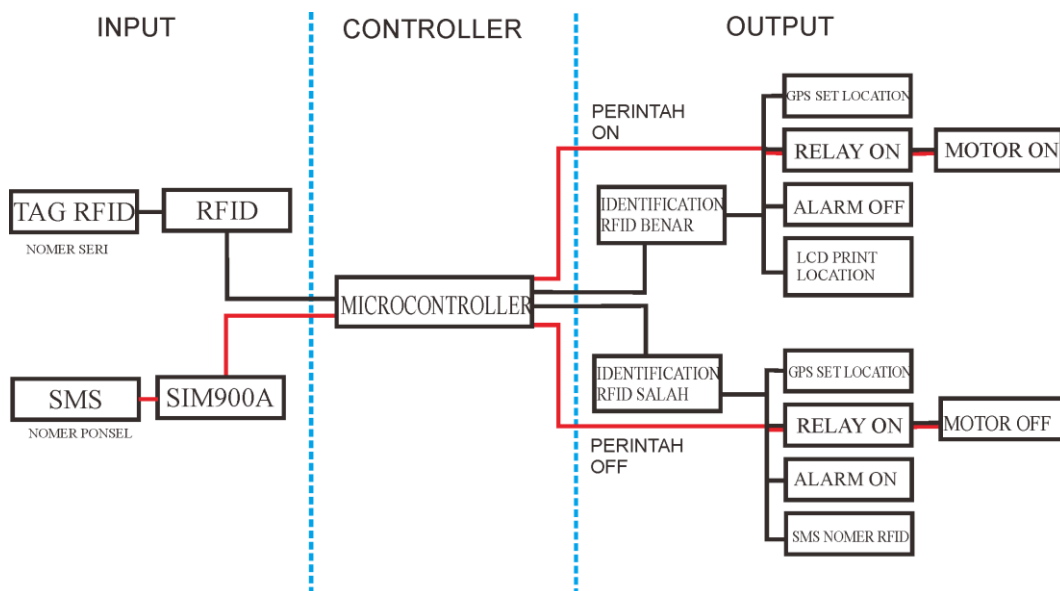 INPUT
CONTROLLER
OUTPUT
TAG RFID
NOMER SERI
RFID
SMS
NOMER PONSEL
SIM900A
MICROCONTROLLER
PERINTAH
ON
IDENTIFICATION
RFID BENAR
GPS SET LOCATION
RELAY ON
MOTOR ON
ALARM OFF
LCD PRINT
LOCATION
IDENTIFICATION
RFID SALAH
PERINTAH
OFF
GPS SET LOCATION
RELAY ON
MOTOR OFF
ALARM ON
SMS NOMER RFID